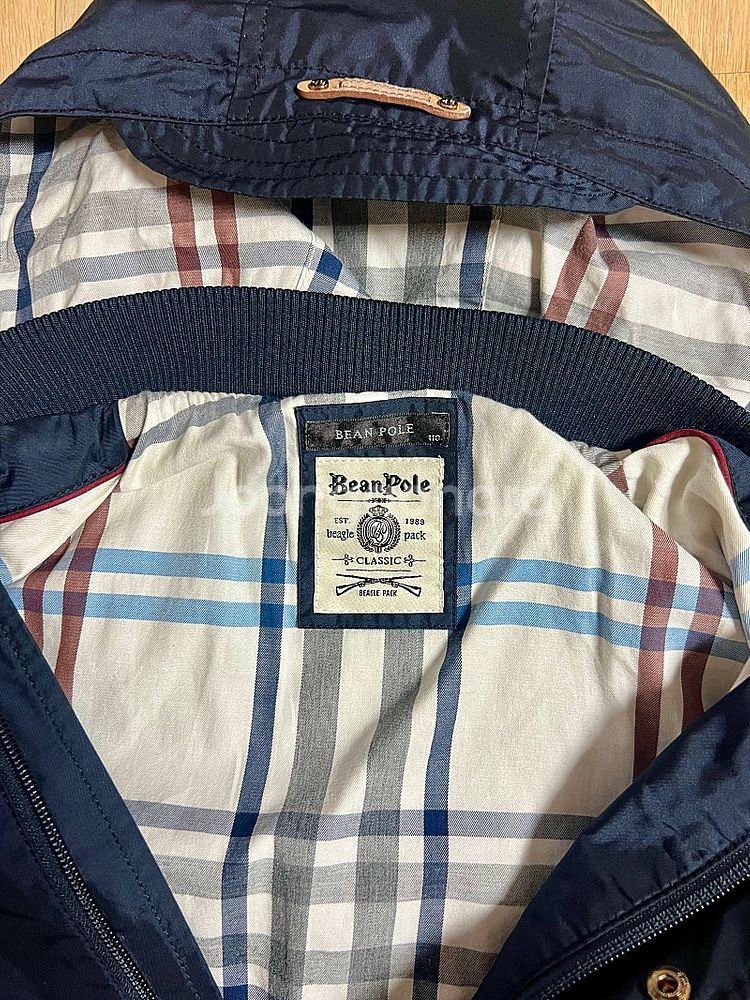 BEAN POLE 110
BeanPole
EST. 1989
beagle pack
CLASSIC
BEAGLE PACK